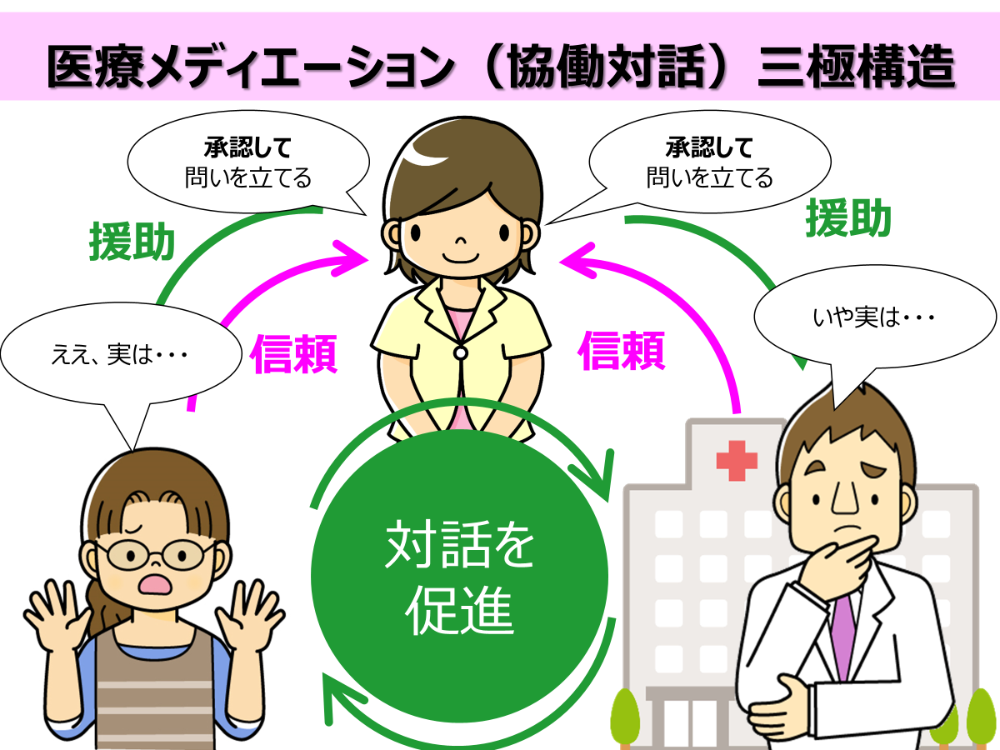 医療メディエーション（協働対話）三極構造
承認して
問いを立てる
承認して
問いを立てる
援助
援助
信頼
信頼
ええ、実は・・・
いや実は・・・
対話を
促進